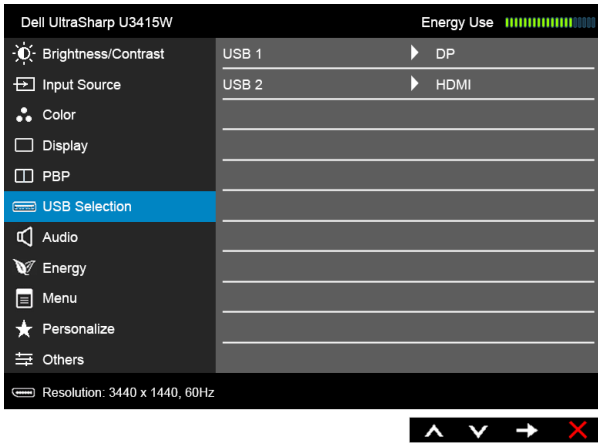 Dell UltraSharp U3415W Energy Use
Brightness/Contrast USB 1 DP
Input Source USB 2 HDMI
Color
Display
PBP
USB Selection
Audio
Energy
Menu
Personalize
Others
Resolution: 3440 x 1440, 60Hz